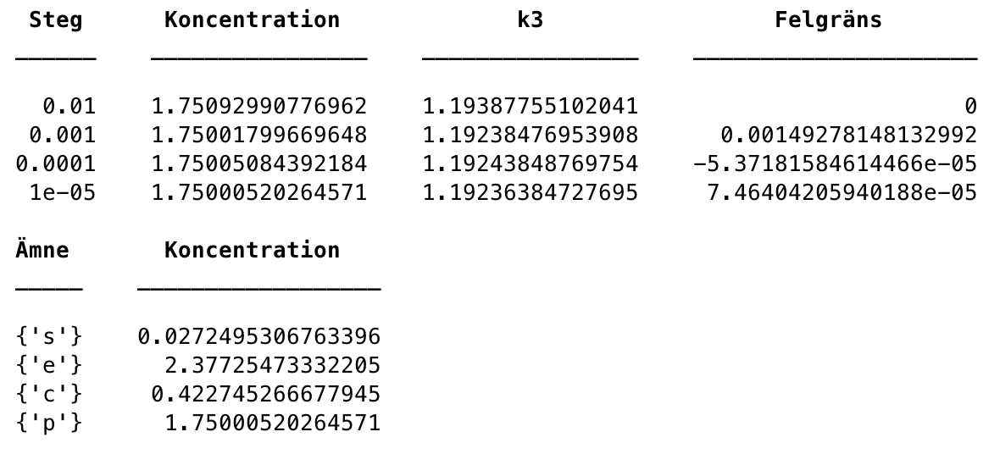 Steg Koncentration k3 Felgräns
0.01 1.75092990776962 1.19387755102041 0
0.001 1.75001799669648 1.19238476953908 0.00149278148132992
0.0001 1.75005084392184 1.19243848769754 -5.37181584614466e-05
1e-05 1.75000520264571 1.19236384727695 7.46404205940188e-05
Ämne Koncentration
{'s'} 0.0272495306763396
{'e'} 2.37725473332205
{'c'} 0.422745266677945
{'p'} 1.75000520264571